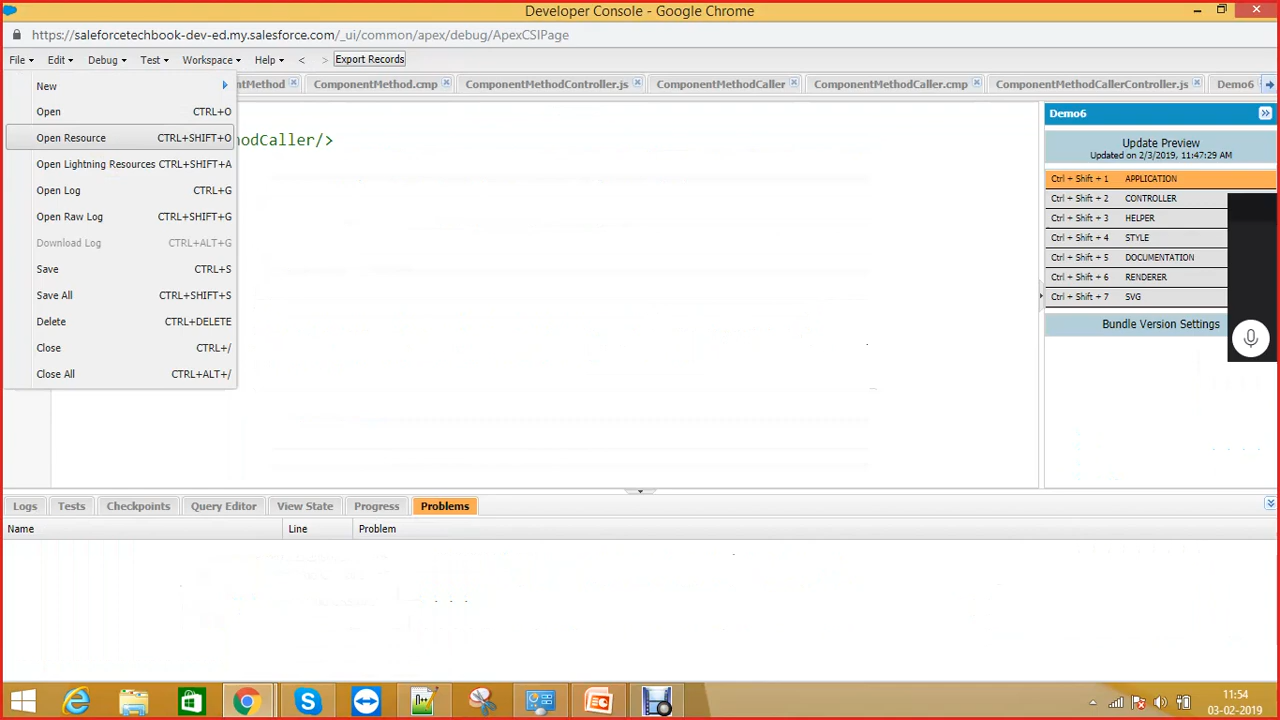 Developer Console - Google Chrome
https://saleforcetechbook-dev-ed.my.salesforce.com/_ui/common/apex/debug/ApexCSIPage
File Edit Debug Test Workspace Help < > Export Records
ntMethod ComponentMethod.cmp ComponentMethodController.js ComponentMethodCaller ComponentMethodCaller.cmp ComponentMethodCallerController.js Demo6
New
Open CTRL+O
Open Resource CTRL+SHIFT+O
Open Lightning Resources CTRL+SHIFT+A
Open Log CTRL+G
Open Raw Log CTRL+SHIFT+G
Download Log CTRL+ALT+G
Save CTRL+S
Save All CTRL+SHIFT+S
Delete CTRL+DELETE
Close CTRL+/
Close All CTRL+ALT+/
hodCaller/>
Demo6
Update Preview
Updated on 2/3/2019, 11:47:29 AM
Ctrl + Shift + 1 APPLICATION
Ctrl + Shift + 2 CONTROLLER
Ctrl + Shift + 3 HELPER
Ctrl + Shift + 4 STYLE
Ctrl + Shift + 5 DOCUMENTATION
Ctrl + Shift + 6 RENDERER
Ctrl + Shift + 7 SVG
Bundle Version Settings
Logs Tests Checkpoints Query Editor View State Progress Problems
Name Line Problem
11:54
03-02-2019